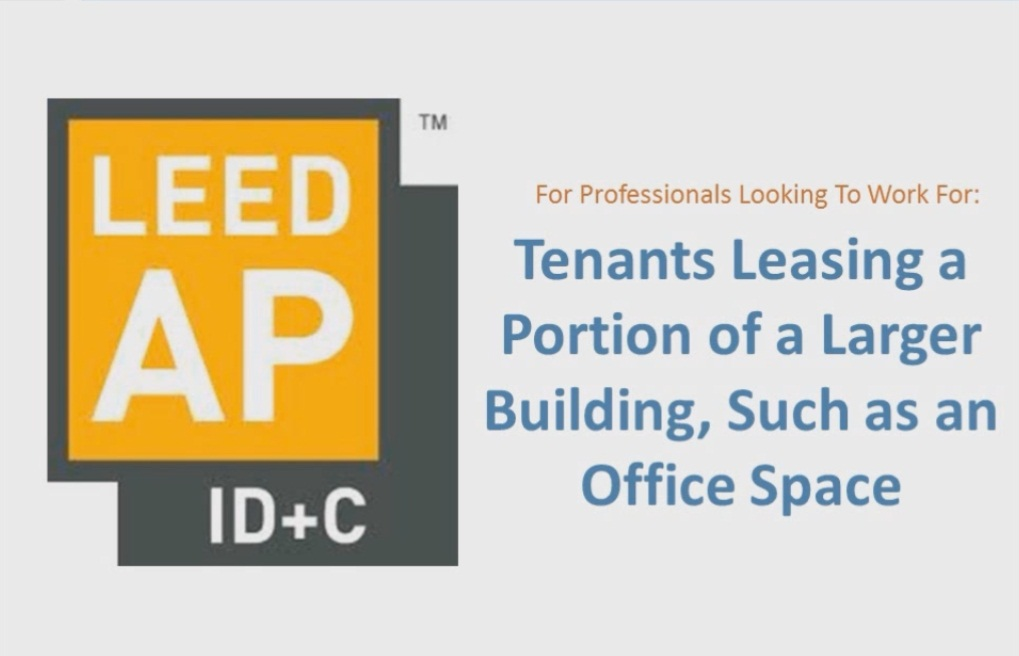 LEED
AP
ID+C
TM
For Professionals Looking To Work For:
Tenants Leasing a
Portion of a Larger
Building, Such as an
Office Space